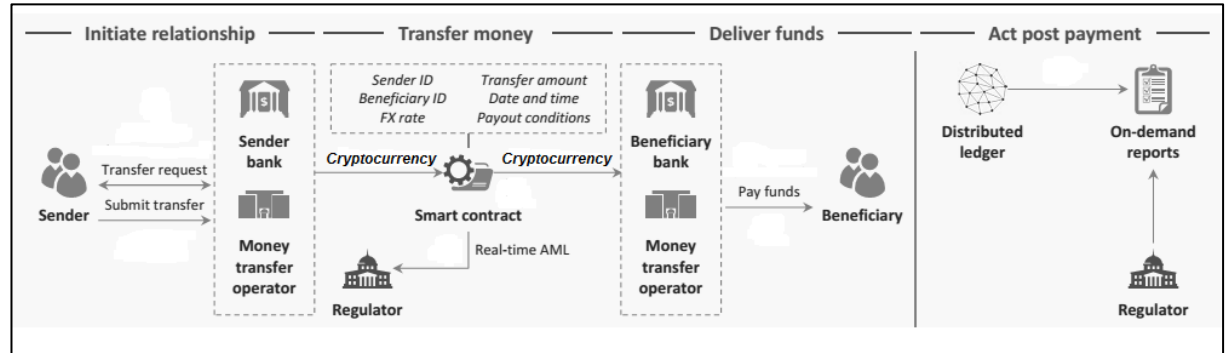 Initiate relationship
Transfer money
Deliver funds
Act post payment
Sender ID
Beneficiary ID
FX rate
Transfer amount
Date and time
Payout conditions
Sender
bank
Money
transfer
operator
Sender
Transfer request
Submit transfer
Cryptocurrency
Cryptocurrency
Smart contract
Real-time AML
Regulator
Beneficiary
bank
Money
transfer
operator
Pay funds
Beneficiary
Distributed
ledger
On-demand
reports
Regulator